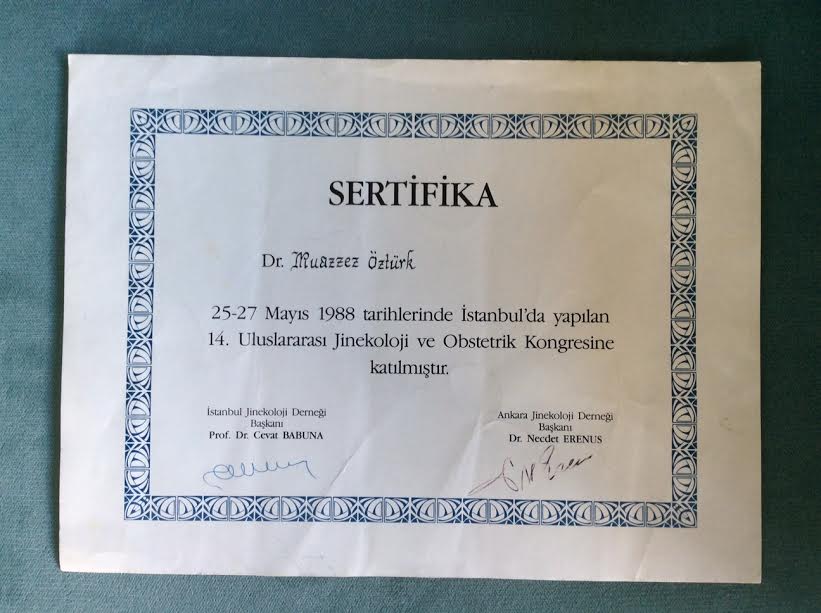 SERTİFİKA
Dr. Muazzez Öztürk
25-27 Mayıs 1988 tarihlerinde İstanbul'da yapılan
14. Uluslararası Jinekoloji ve Obstetrik Kongresine
katılmıştır.
İstanbul Jinekoloji Derneği
Başkanı
Prof. Dr. Cevat BABUNA
Ankara Jinekoloji Derneği
Başkanı
Dr. Necdet ERENUS